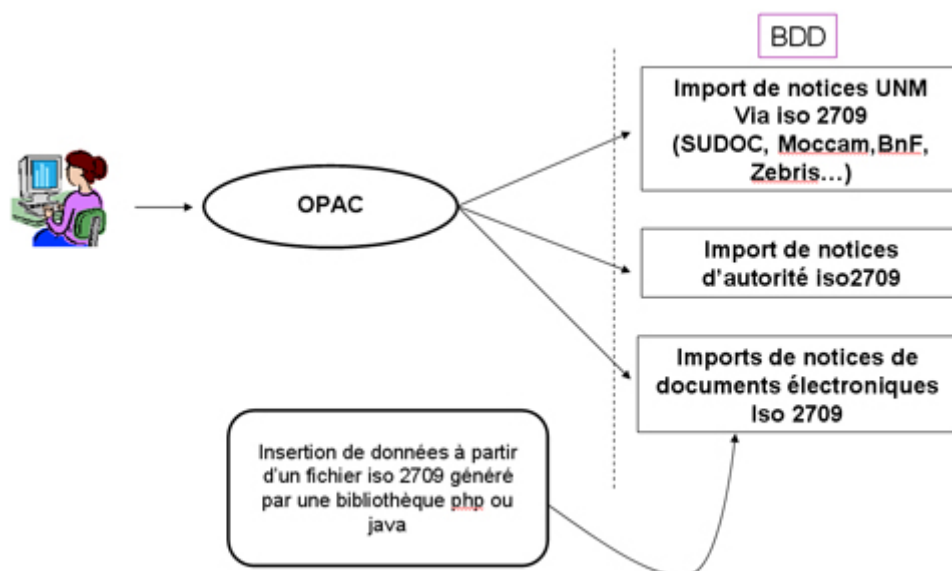 BDD
Import de notices UNM
Via iso 2709
(SUDOC, Moccam,BnF,
Zebris...)
OPAC
Import de notices
d'autorité iso2709
Imports de notices de
documents électroniques
Iso 2709
Insertion de données à partir
d'un fichier iso 2709 généré
par une bibliothèque php ou
java